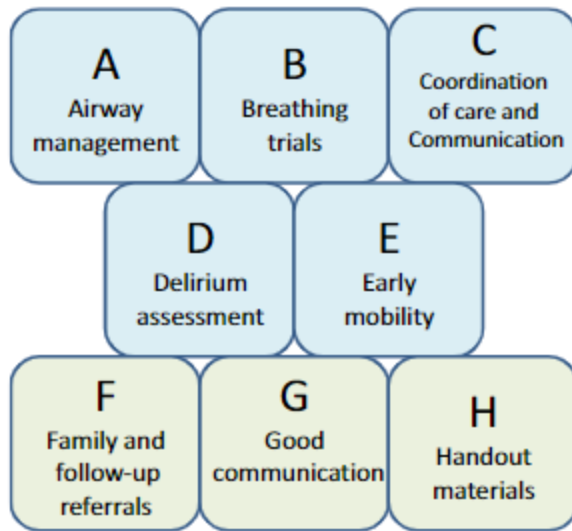 A
Airway
management
B
Breathing
trials
C
Coordination
of care and
Communication
D
Delirium
assessment
E
Early
mobility
F
Family and
follow-up
referrals
G
Good
communication
H
Handout
materials